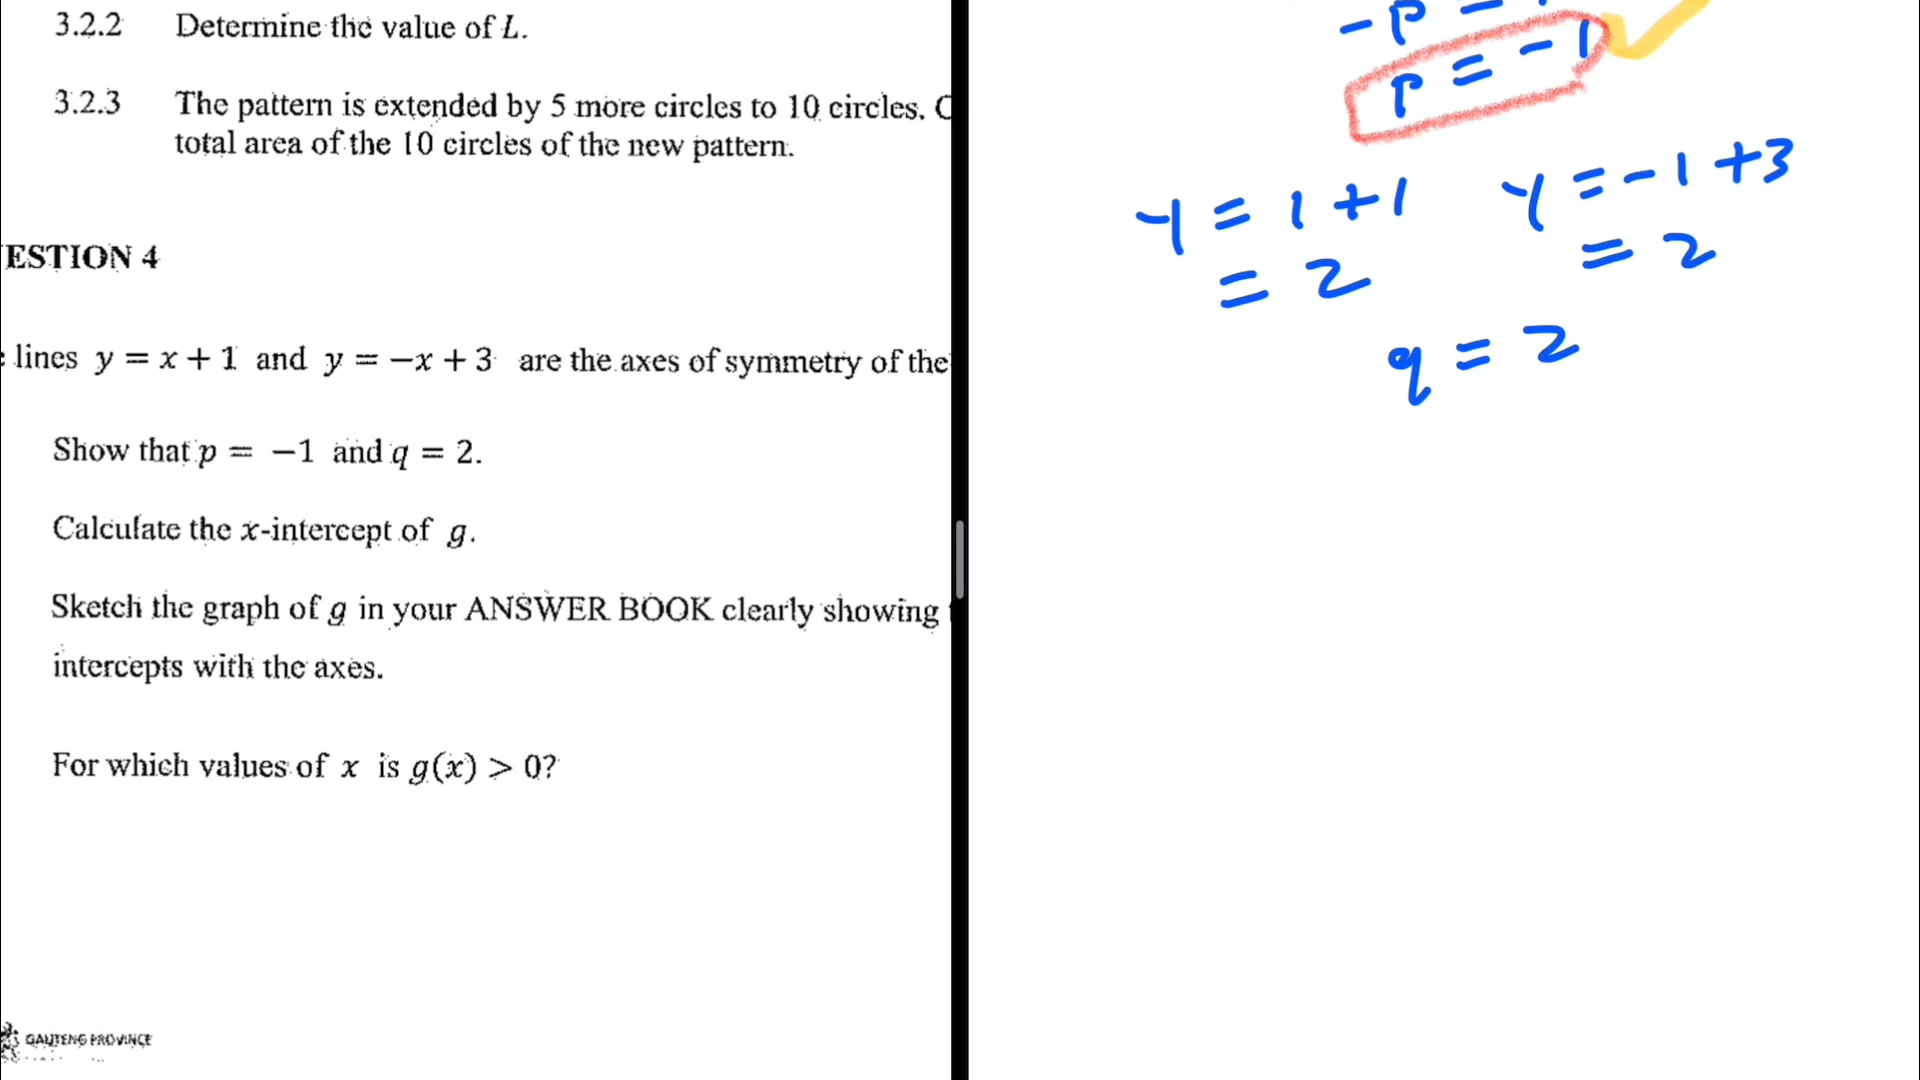 3.2.2 Determine the value of L.
3.2.3 The pattern is extended by 5 more circles to 10 circles. C
total area of the 10 circles of the new pattern.
ESTION 4
lines y = x + 1 and y = −x + 3 are the axes of symmetry of the
Show that p = −1 and q = 2.
Calculate the x-intercept of g.
Sketch the graph of g in your ANSWER BOOK clearly showing
intercepts with the axes.
For which values of x is g(x) > 0?
GAUTENG PROVINCE
-p =
p = -1
y = 1 + 1
= 2
y = -1 + 3
= 2
q = 2